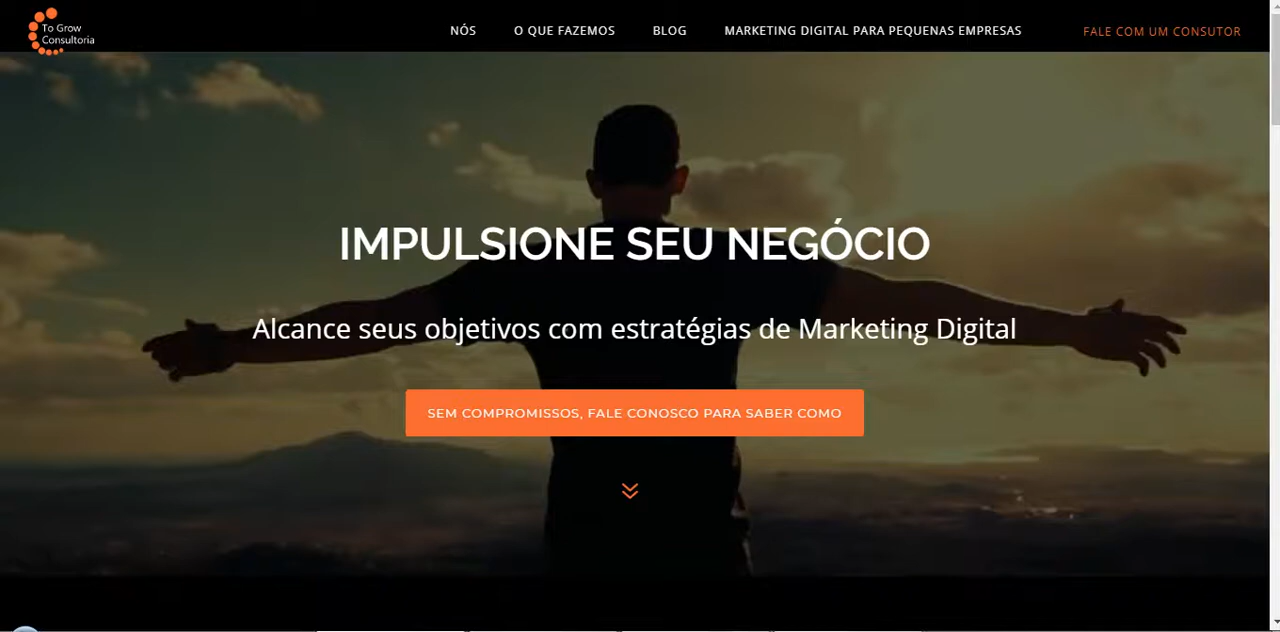 To Grow
Consultoria
NÓS
O QUE FAZEMOS
BLOG
MARKETING DIGITAL PARA PEQUENAS EMPRESAS
FALE COM UM CONSUTOR
IMPULSIONE SEU NEGÓCIO
Alcance seus objetivos com estratégias de Marketing Digital
SEM COMPROMISSOS, FALE CONOSCO PARA SABER COMO